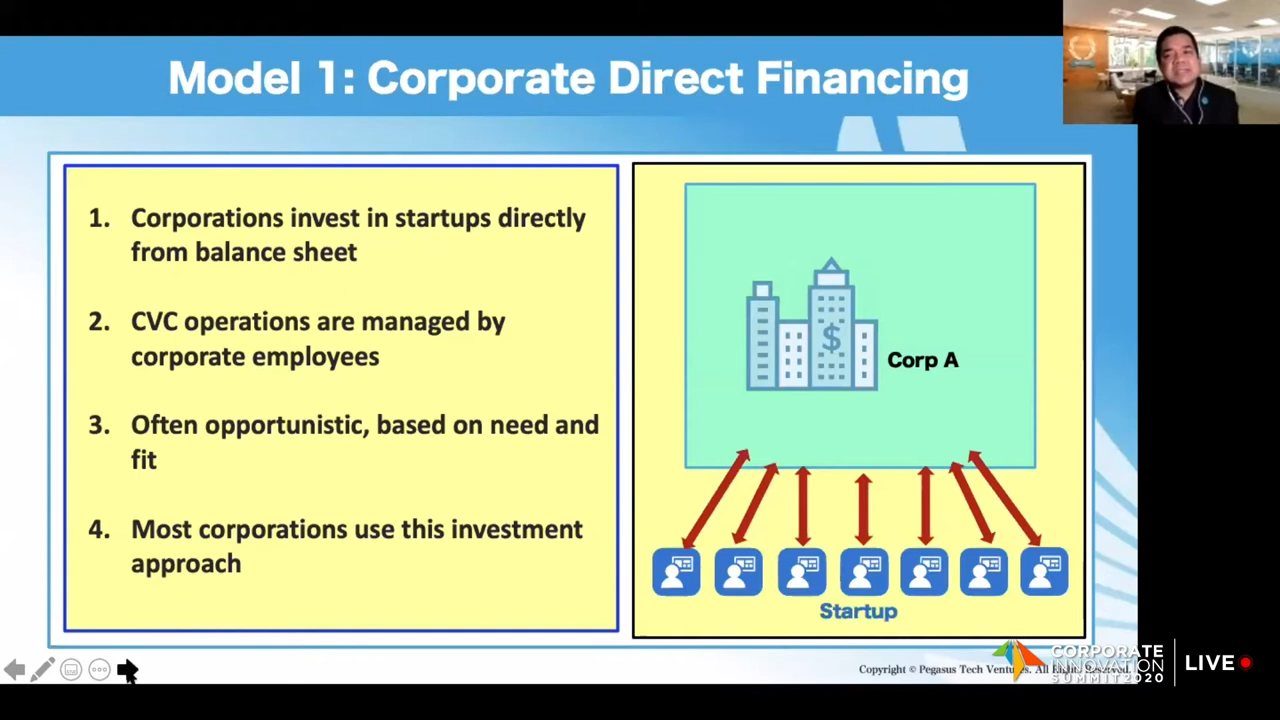 Model 1: Corporate Direct Financing
1. Corporations invest in startups directly
from balance sheet
2. CVC operations are managed by
corporate employees
3. Often opportunistic, based on need and
fit
4. Most corporations use this investment
approach
$
Corp A
Startup
Copyright © Pegasus Tech Ventures. All Rights Reserved.
CORPORATE
INNOVATION
SUMMIT2020
LIVE